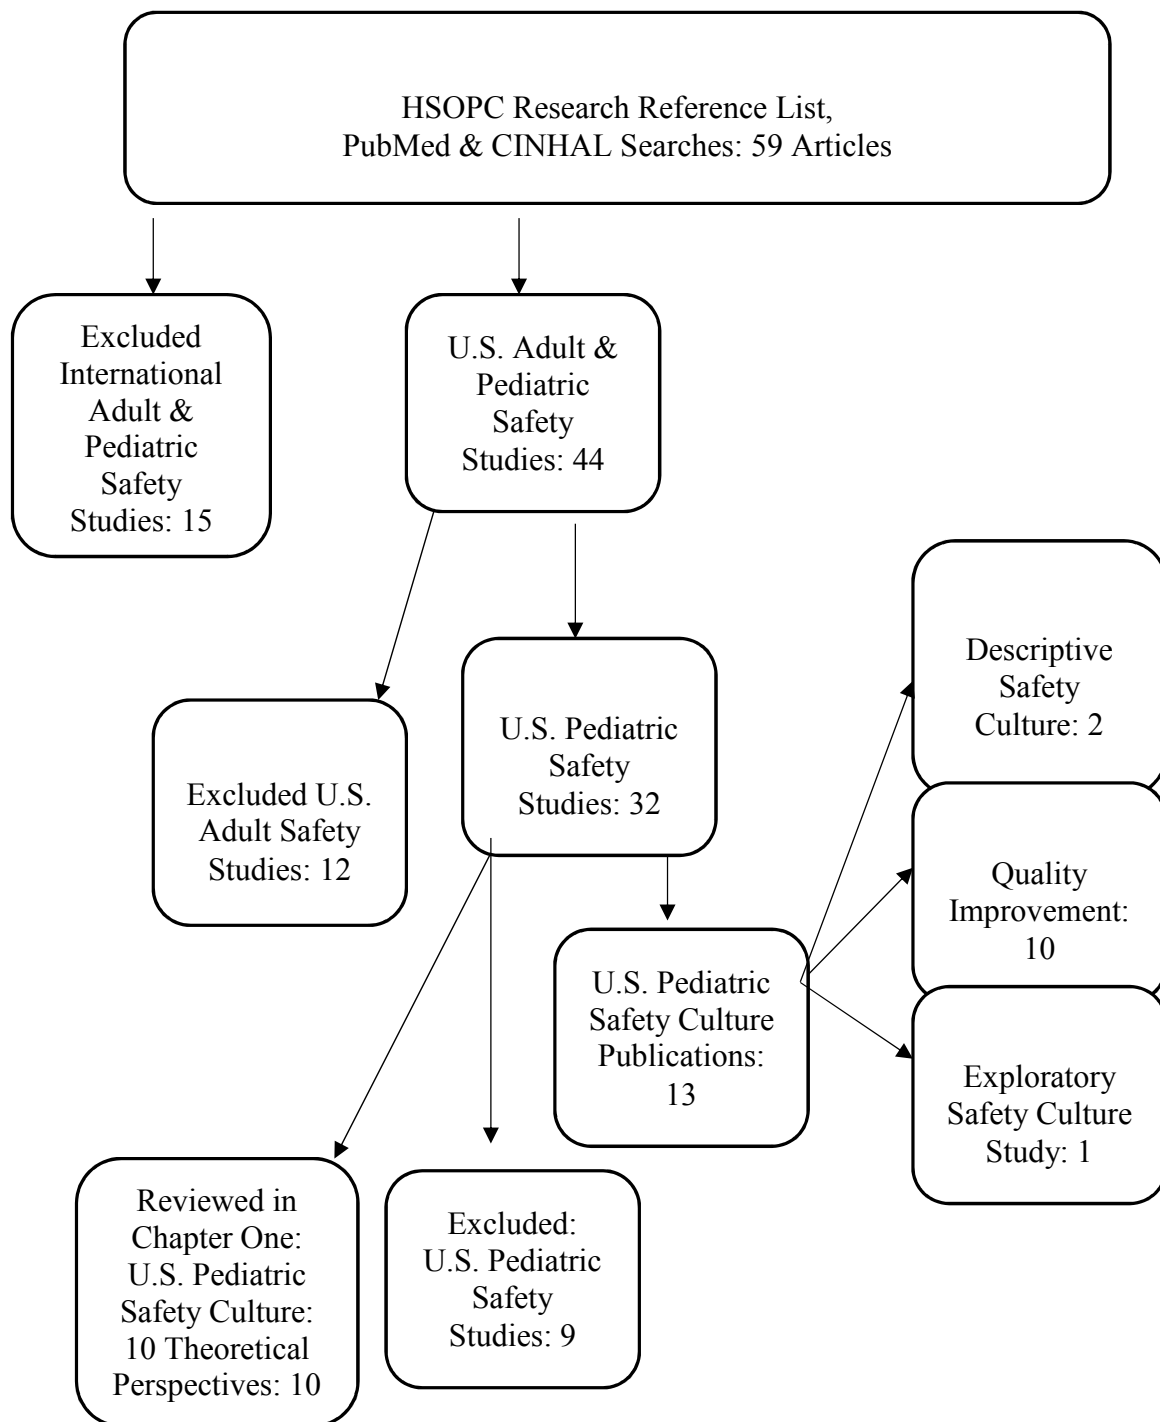 HSOPC Research Reference List,
PubMed & CINHAL Searches: 59 Articles
Excluded
International
Adult &
Pediatric
Safety
Studies: 15
U.S. Adult &
Pediatric
Safety
Studies: 44
Excluded U.S.
Adult Safety
Studies: 12
U.S. Pediatric
Safety
Studies: 32
Descriptive
Safety
Culture: 2
Quality
Improvement:
10
Exploratory
Safety Culture
Study: 1
U.S. Pediatric
Safety Culture
Publications:
13
Reviewed in
Chapter One:
U.S. Pediatric
Safety Culture:
10 Theoretical
Perspectives: 10
Excluded:
U.S. Pediatric
Safety
Studies: 9